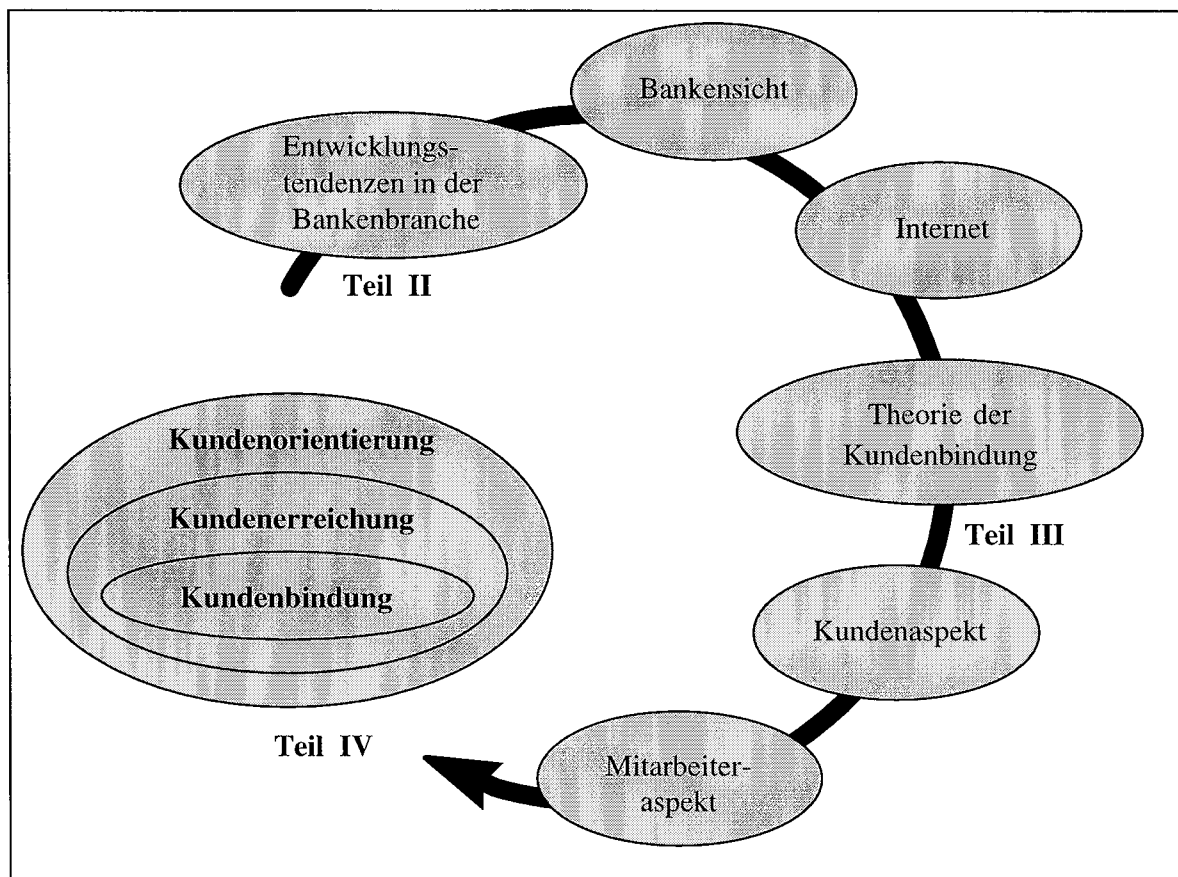 Bankensicht
Entwicklungs-
tendenzen in der
Bankenbranche
Internet
Teil II
Theorie der
Kundenbindung
Teil III
Kundenaspekt
Mitarbeiter-
aspekt
Kundenorientierung
Kundenerreichung
Kundenbindung
Teil IV